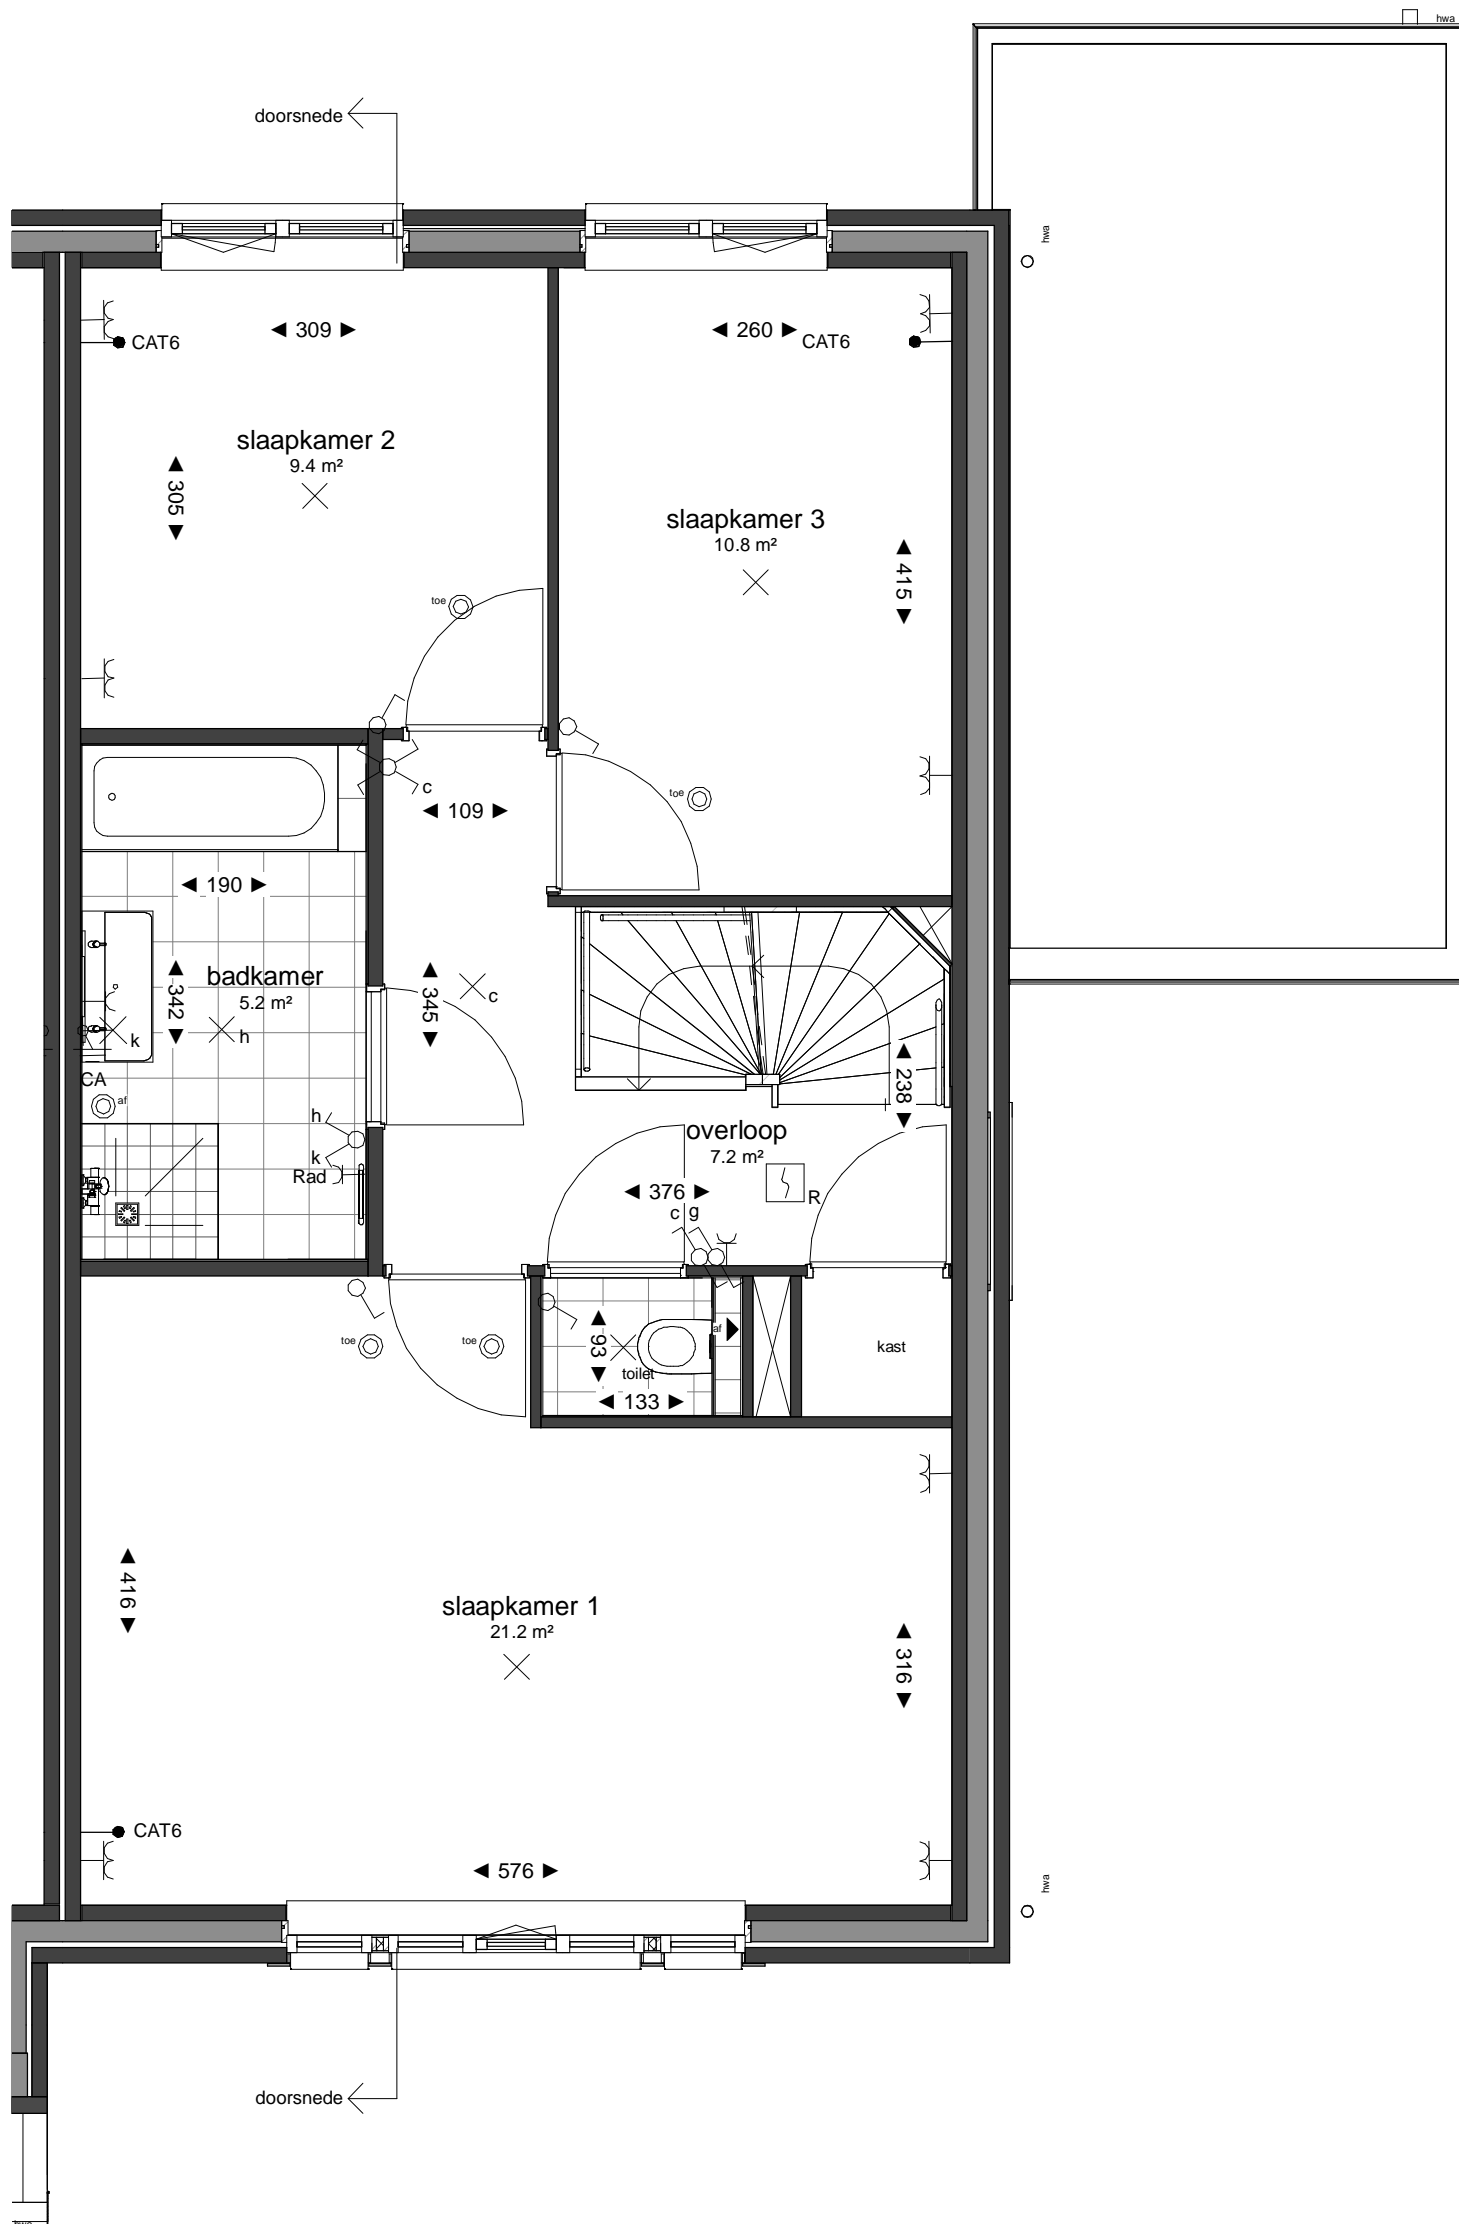 hwa
doorsnede
hwa
309
260
CAT6
CAT6
slaapkamer 2
9.4 m²
305
slaapkamer 3
10.8 m²
415
toe
toe
c
109
190
badkamer
5.2 m²
342
345
c
k
h
CA
af
238
h
k
Rad
overloop
7.2 m²
376
R
c
g
toe
toe
93
af
toilet
133
kast
416
slaapkamer 1
21.2 m²
316
CAT6
576
hwa
doorsnede
hwa